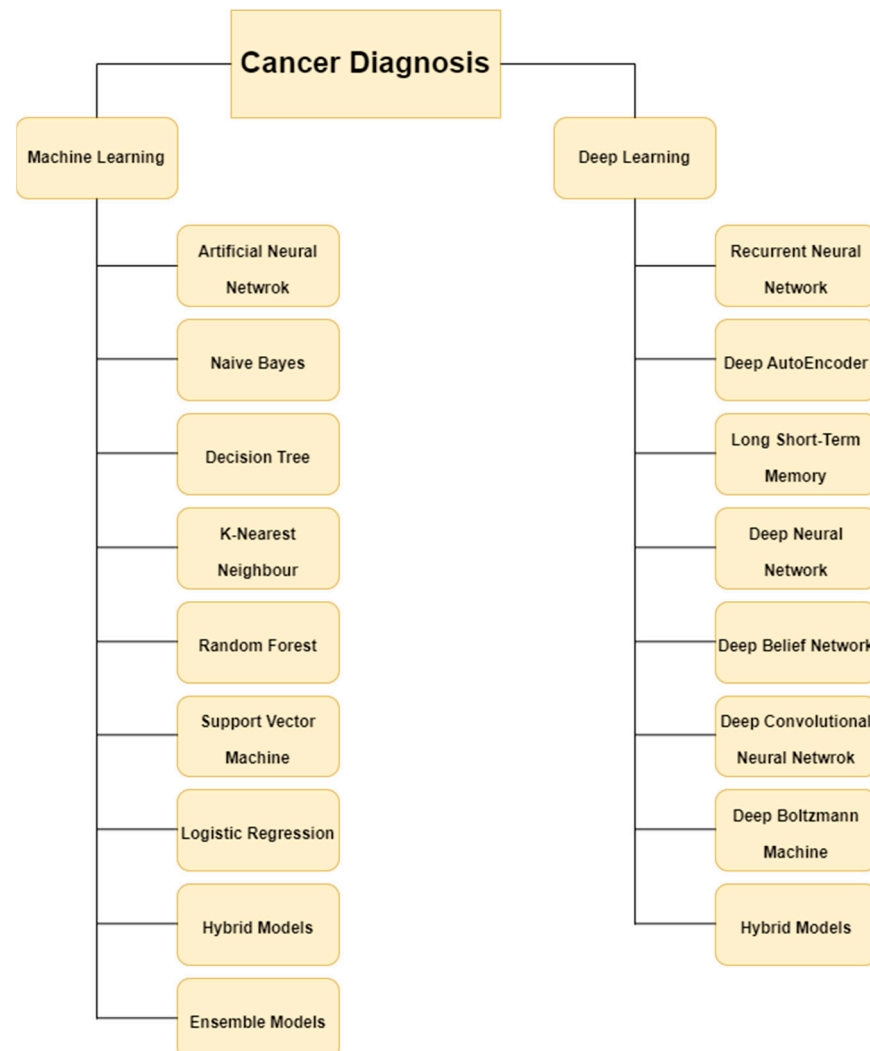 Cancer Diagnosis
Machine Learning
Artificial Neural
Netwrok
Naive Bayes
Decision Tree
K-Nearest
Neighbour
Random Forest
Support Vector
Machine
Logistic Regression
Hybrid Models
Ensemble Models
Deep Learning
Recurrent Neural
Network
Deep AutoEncoder
Long Short-Term
Memory
Deep Neural
Network
Deep Belief Network
Deep Convolutional
Neural Netwrok
Deep Boltzmann
Machine
Hybrid Models